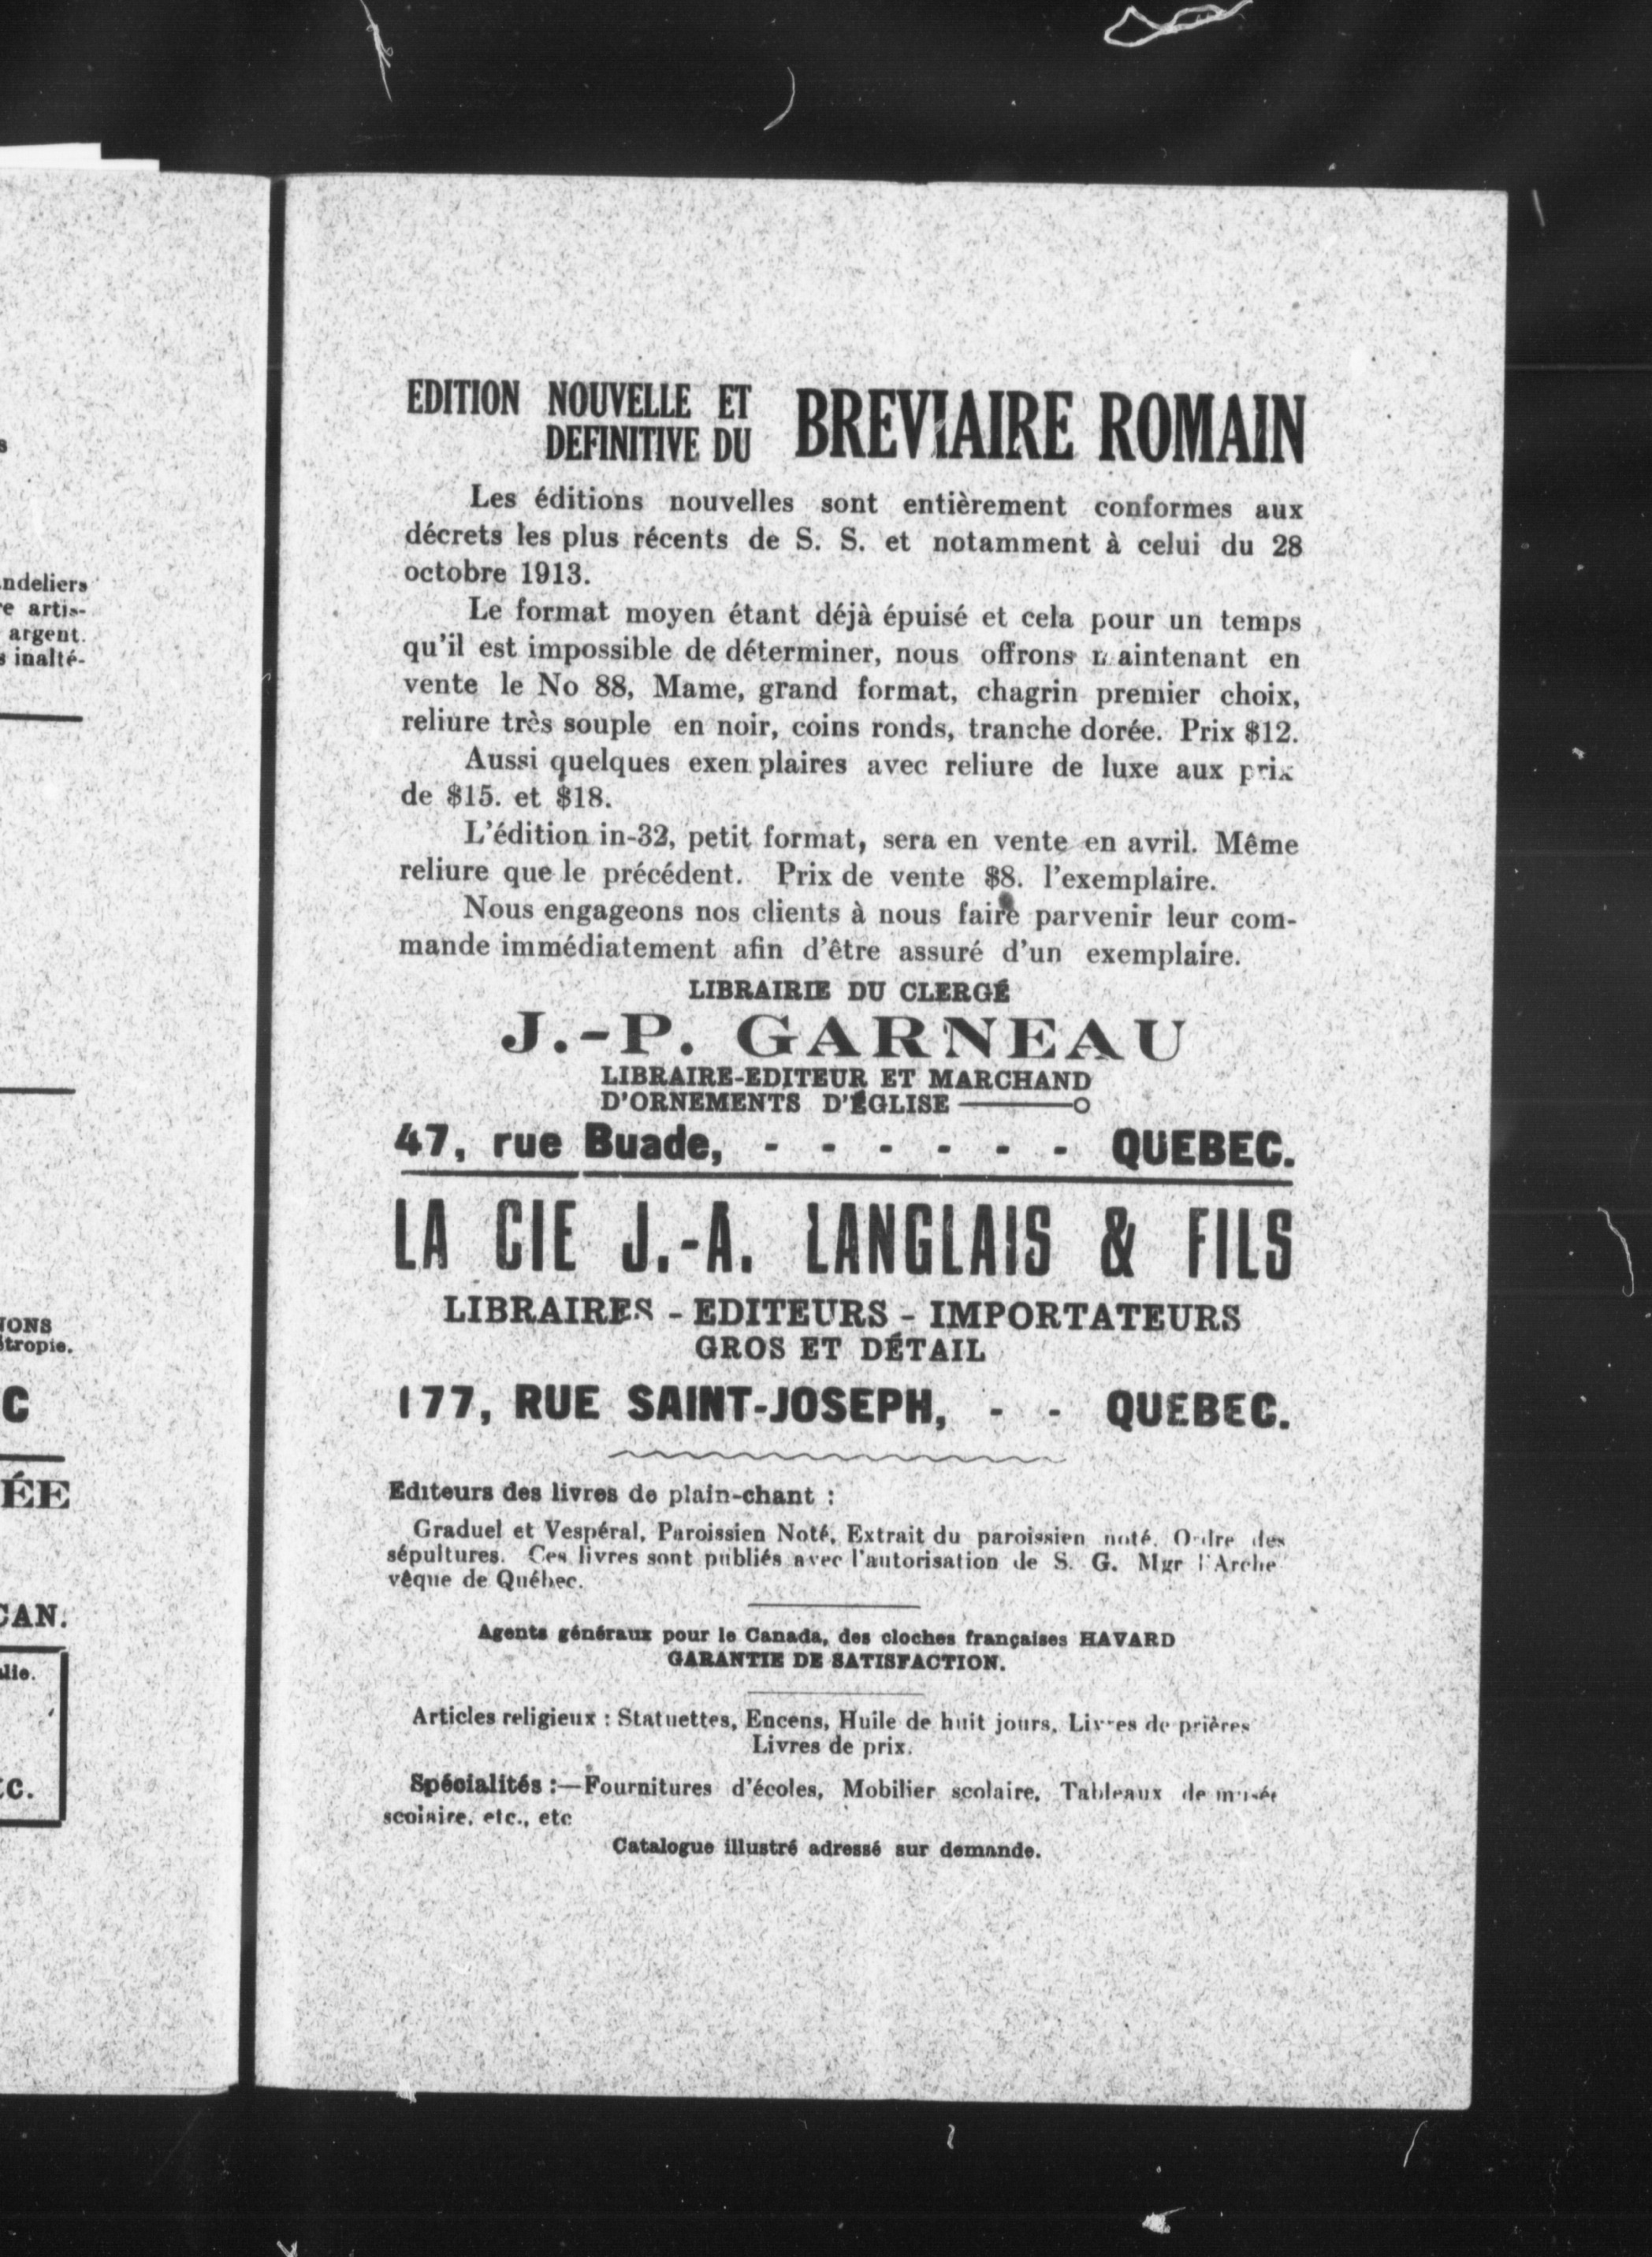 s
ndeliers
re artis-
argent.
s inalté-
IONS
stropie.
C
ÉE
CAN.
alie.
EC.
EDITION NOUVELLE ET
DEFINITIVE DU
BREVIAIRE ROMAIN
Les éditions nouvelles sont entièrement conformes aux
décrets les plus récents de S. S. et notamment à celui du 28
octobre 1913.
Le format moyen étant déjà épuisé et cela pour un temps
qu'il est impossible de déterminer, nous offrons maintenant en
vente le No 88, Mame, grand format, chagrin premier choix,
reliure très souple en noir, coins ronds, tranche dorée. Prix $12.
Aussi quelques exemplaires avec reliure de luxe aux prix
de $15. et $18.
L'édition in-32, petit format, sera en vente en avril. Même
reliure que le précédent. Prix de vente $8. l'exemplaire.
Nous engageons nos clients à nous faire parvenir leur com-
mande immédiatement afin d'être assuré d'un exemplaire.
LIBRAIRIE DU CLERGÉ
J.-P. GARNEAU
LIBRAIRE-EDITEUR ET MARCHAND
D'ORNEMENTS D'ÉGLISE
47, rue Buade, - - - - - - QUEBEC.
LA CIE J.-A. LANGLAIS & FILS
LIBRAIRES - EDITEURS - IMPORTATEURS
GROS ET DÉTAIL
177, RUE SAINT-JOSEPH, - - QUEBEC.
Editeurs des livres de plain-chant :
Graduel et Vespéral, Paroissien Noté, Extrait du paroissien noté, Ordre des
sépultures. Ces livres sont publiés avec l'autorisation de S. G. Mgr l'Arche
vêque de Québec.
Agents généraux pour le Canada, des cloches françaises HAVARD
GARANTIE DE SATISFACTION.
Articles religieux : Statuettes, Encens, Huile de huit jours, Livres de prières
Livres de prix.
Spécialités :—Fournitures d'écoles, Mobilier scolaire, Tableaux de musée
scolaire, etc., etc
Catalogue illustré adressé sur demande.